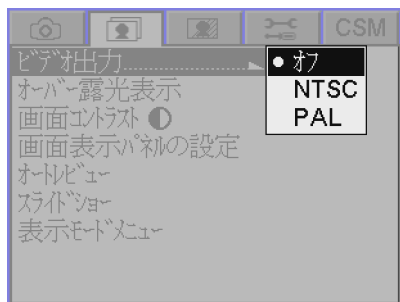 CSM
ビデオ出力
オフ
オーバー露光表示
NTSC
画面コントラスト
PAL
画面表示パネルの設定
オートレビュー
スライドショー
表示モードメニュー